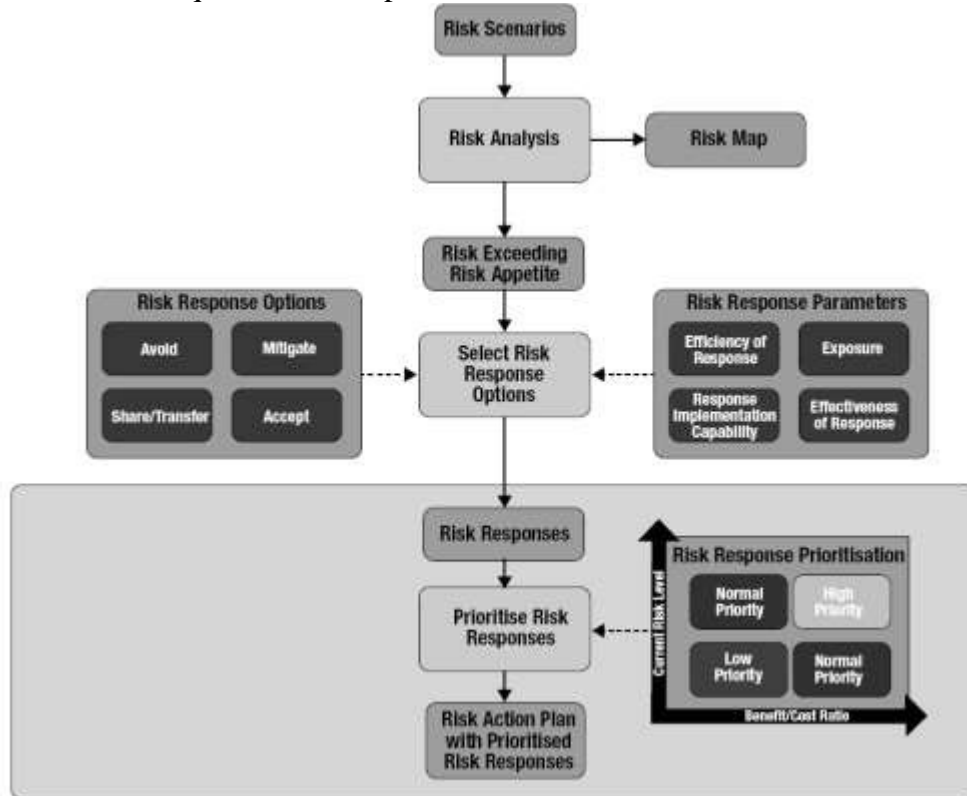 Risk Scenarios
Risk Analysis
Risk Map
Risk Exceeding
Risk Appetite
Risk Response Options
Avoid
Mitigate
Share/Transfer
Accept
Select Risk
Response
Options
Risk Response Parameters
Efficiency of
Response
Exposure
Response
Implementation
Capability
Effectiveness
of Response
Risk Responses
Prioritise Risk
Responses
Risk Action Plan
with Prioritised
Risk Responses
Risk Response Prioritisation
Current Risk Level
Normal
Priority
High
Priority
Low
Priority
Normal
Priority
Benefit/Cost Ratio